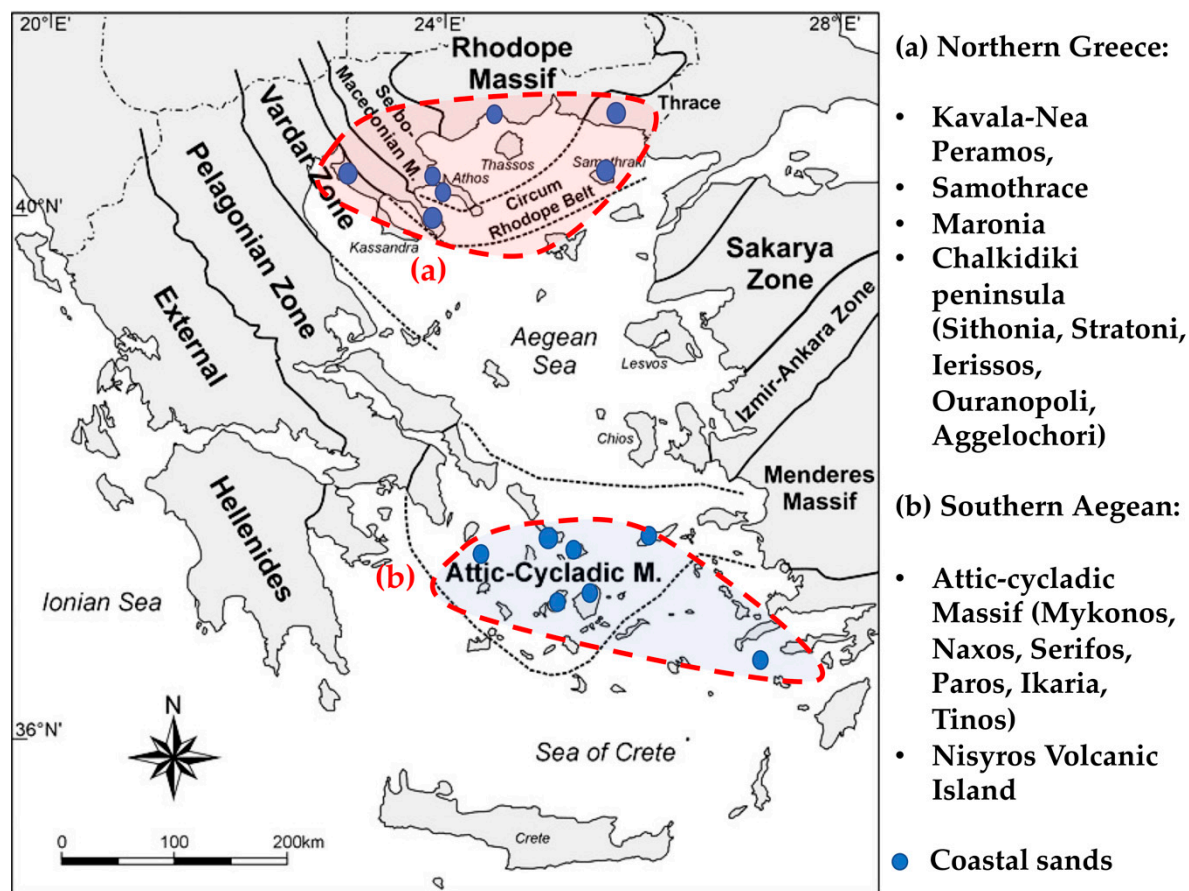 20°E'
24°E'
28°E'
40°N'
36°N'
Rhodope
Massif
Thrace
Serbo-
Macedonian M.
Vardar Zone
Pelagonian Zone
External
Hellenides
Thassos
Samothraki
Athos
Circum
Rhodope Belt
Kassandra
(a)
Sakarya
Zone
Izmir-Ankara Zone
Aegean
Sea
Lesvos
Chios
Menderes
Massif
(b)
Attic-Cycladic M.
Ionian Sea
N
Sea of Crete
Crete
0 100 200km
(a) Northern Greece:
• Kavala-Nea
Peramos,
• Samothrace
• Maronia
• Chalkidiki
peninsula
(Sithonia, Stratoni,
Ierissos,
Ouranopoli,
Aggelochori)
(b) Southern Aegean:
• Attic-cycladic
Massif (Mykonos,
Naxos, Serifos,
Paros, Ikaria,
Tinos)
• Nisyros Volcanic
Island
Coastal sands